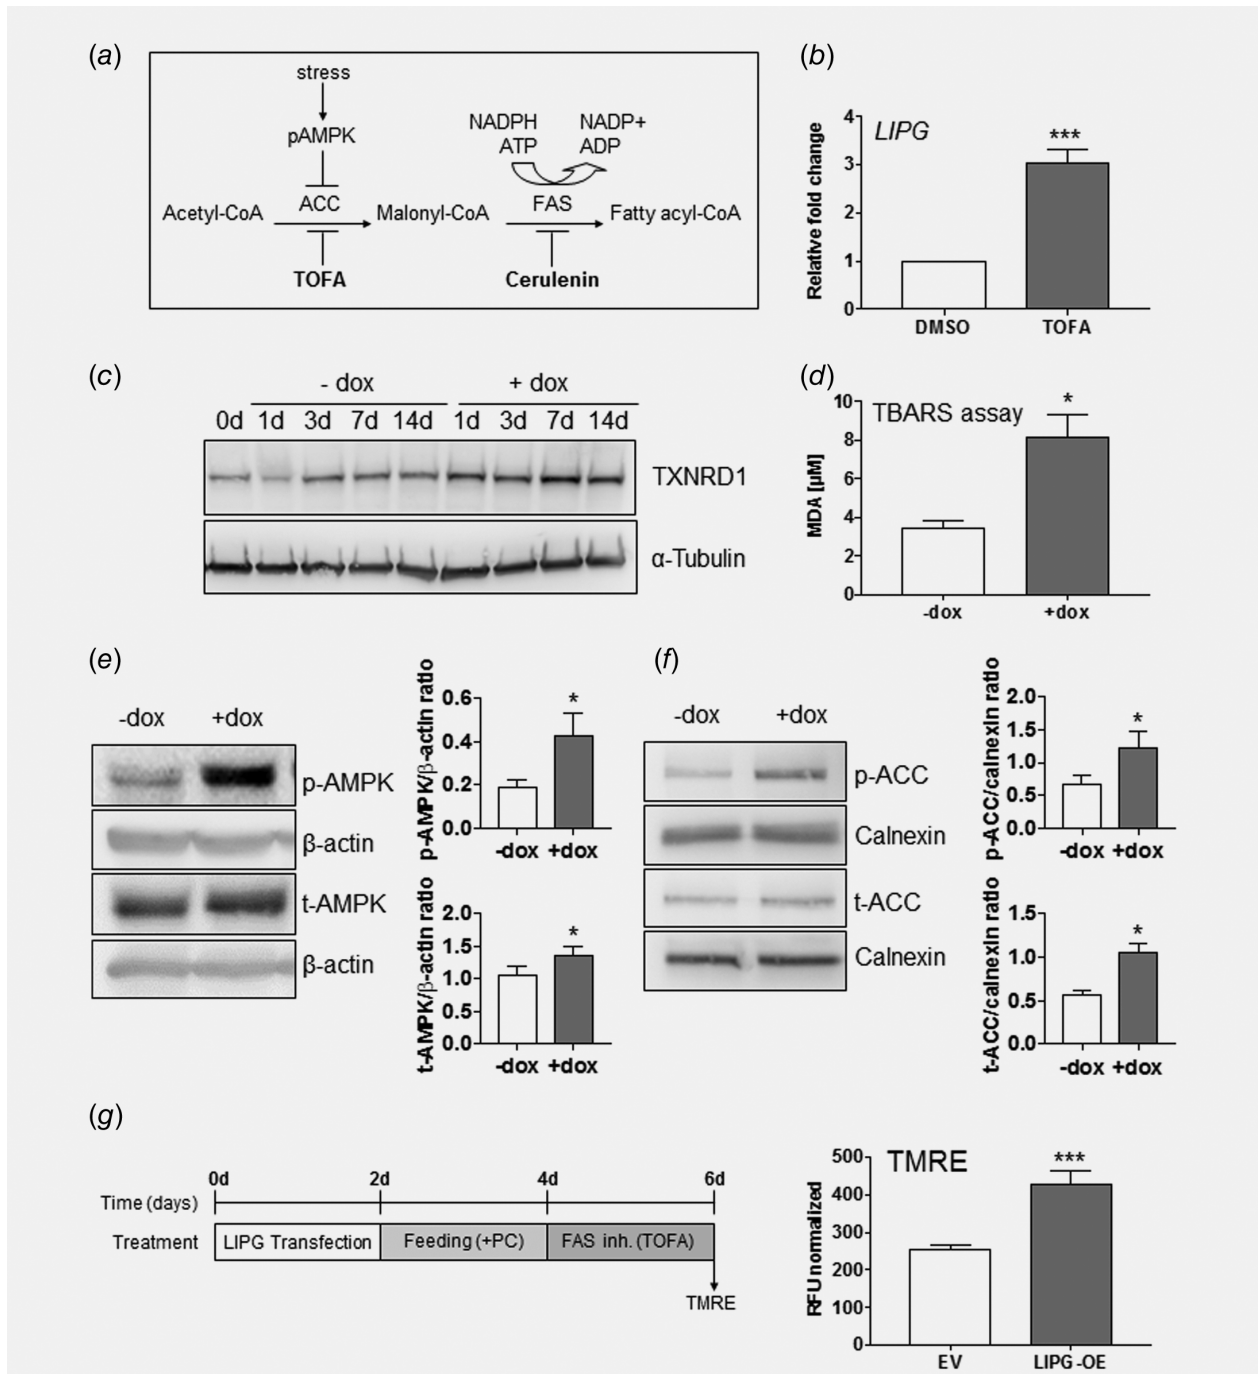 (a)
stress
pAMPK
NADPH NADP+
ATP ADP
Acetyl-CoA ACC Malonyl-CoA FAS Fatty acyl-CoA
TOFA Cerulenin
(b)
LIPG
***
Relative fold change
4
3
2
1
0
DMSO TOFA
(c)
- dox + dox
0d 1d 3d 7d 14d 1d 3d 7d 14d
TXNRD1
α-Tubulin
(d)
TBARS assay
*
MDA [µM]
10
8
6
4
2
0
-dox +dox
(e)
-dox +dox
p-AMPK
β-actin
t-AMPK
β-actin
p-AMPK/β-actin ratio
*
0.6
0.4
0.2
0.0
-dox +dox
t-AMPK/β-actin ratio
*
2.0
1.5
1.0
0.5
0.0
-dox +dox
(f)
-dox +dox
p-ACC
Calnexin
t-ACC
Calnexin
p-ACC/calnexin ratio
*
2.0
1.5
1.0
0.5
0.0
-dox +dox
t-ACC/calnexin ratio
*
1.5
1.0
0.5
0.0
-dox +dox
(g)
0d 2d 4d 6d
Time (days)
Treatment LIPG Transfection Feeding (+PC) FAS inh. (TOFA)
TMRE
TMRE
***
RFU normalized
500
400
300
200
100
0
EV LIPG-OE